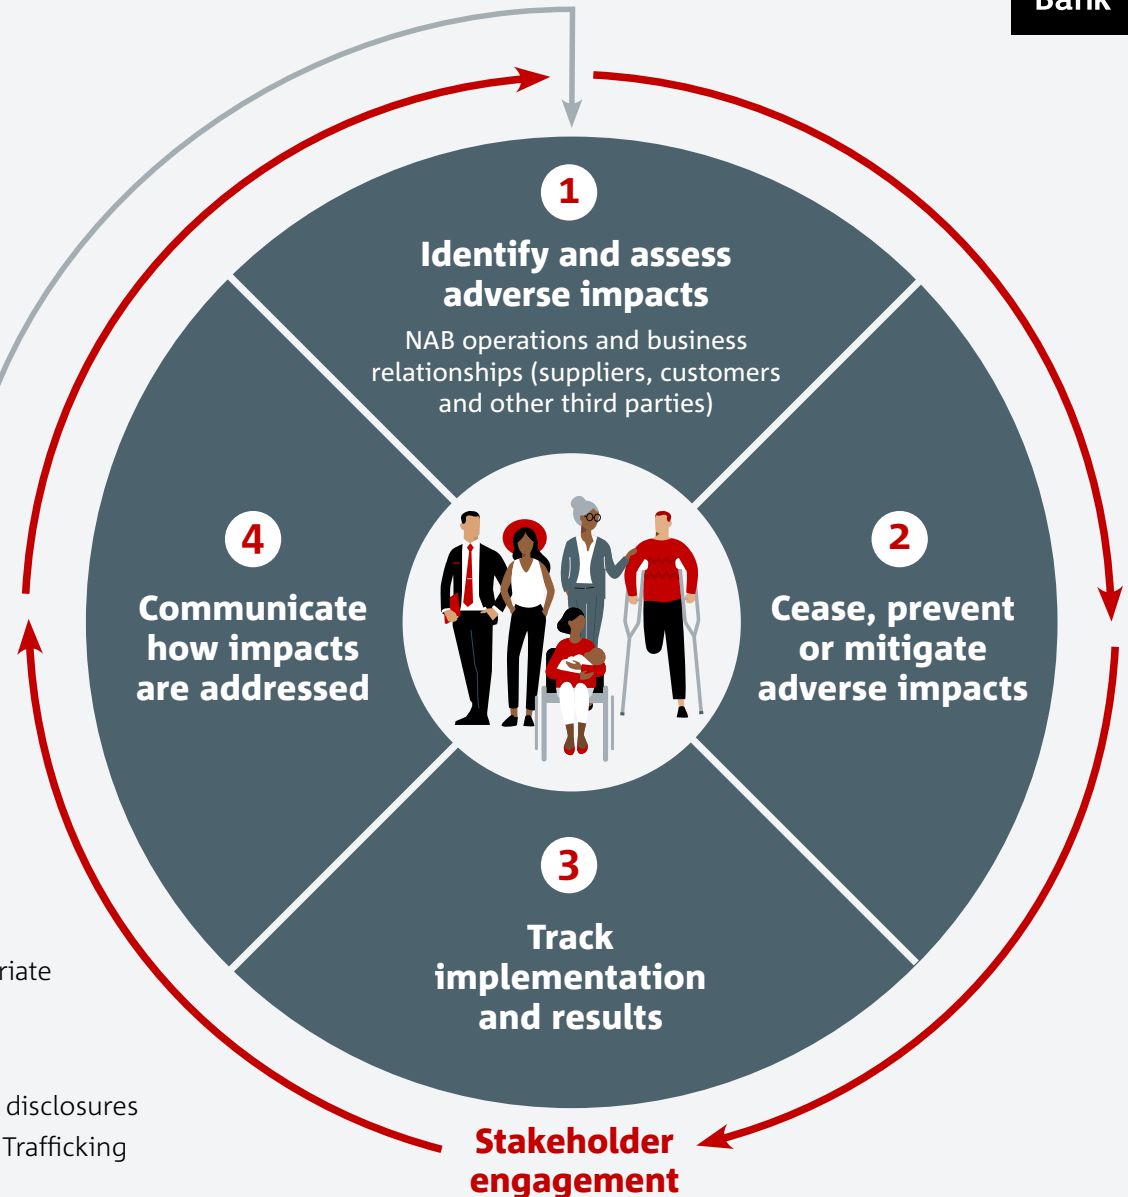 Bank
1
Identify and assess
adverse impacts
NAB operations and business
relationships (suppliers, customers
and other third parties)
2
Cease, prevent
or mitigate
adverse impacts
3
Track
implementation
and results
4
Communicate
how impacts
are addressed
Stakeholder
engagement
riate
disclosures
Trafficking